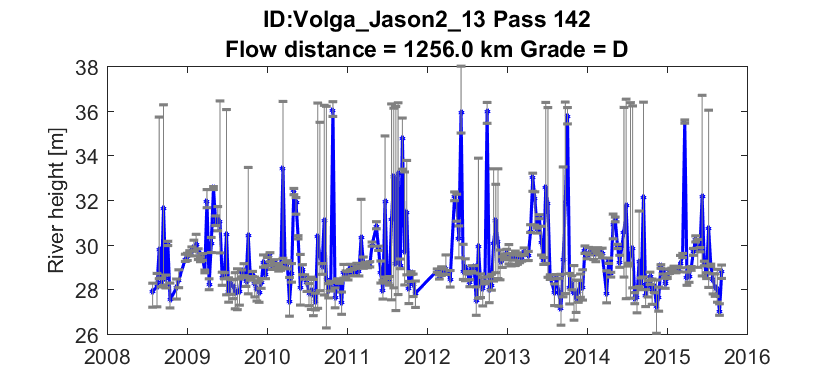 ID:Volga_Jason2_13 Pass 142
Flow distance = 1256.0 km Grade = D
River height [m]
38
36
34
32
30
28
26
2008 2009 2010 2011 2012 2013 2014 2015 2016